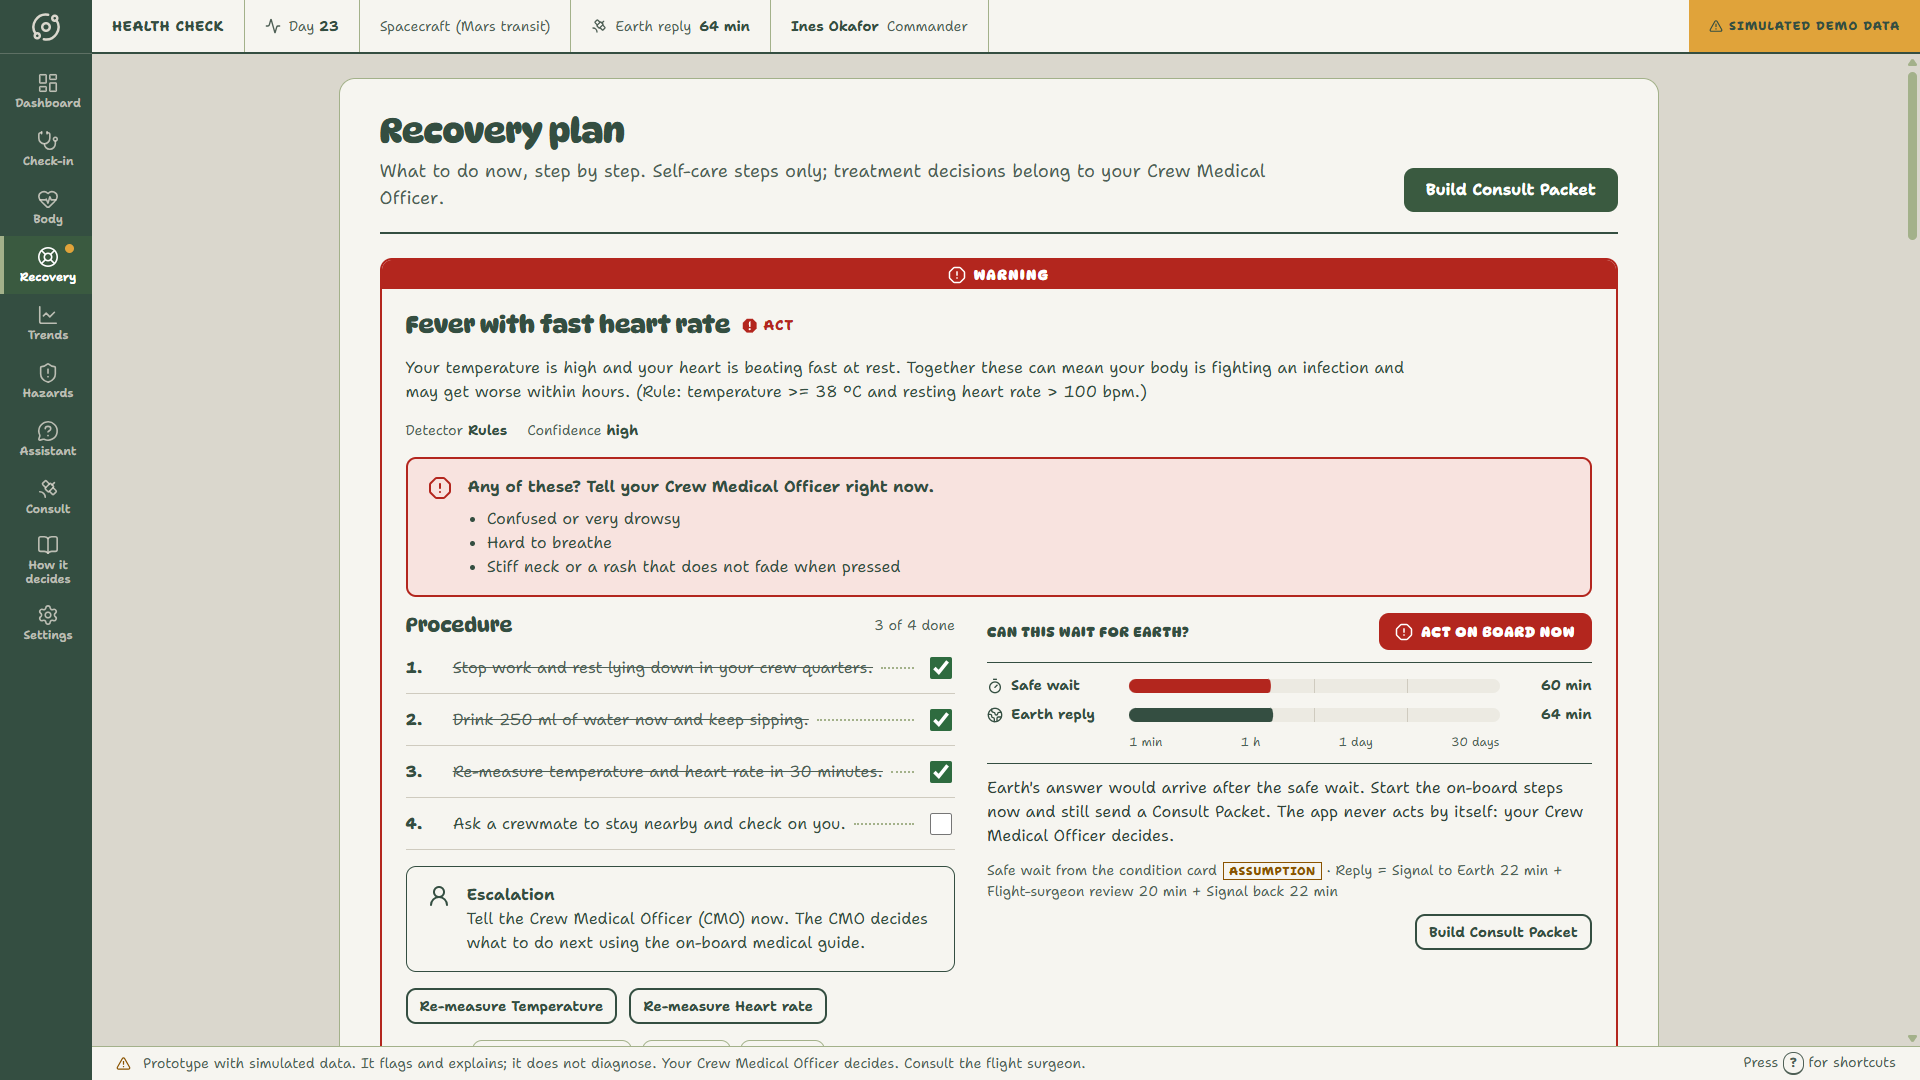 HEALTH CHECK
Day 23
Spacecraft (Mars transit)
Earth reply 64 min
Ines Okafor Commander
SIMULATED DEMO DATA
Dashboard
Check-in
Body
Recovery
Trends
Hazards
Assistant
Consult
How it
decides
Settings
Recovery plan
What to do now, step by step. Self-care steps only; treatment decisions belong to your Crew Medical
Officer.
Build Consult Packet
WARNING
Fever with fast heart rate ACT
Your temperature is high and your heart is beating fast at rest. Together these can mean your body is fighting an infection and
may get worse within hours. (Rule: temperature >= 38 °C and resting heart rate > 100 bpm.)
Detector Rules Confidence high
Any of these? Tell your Crew Medical Officer right now.
• Confused or very drowsy
• Hard to breathe
• Stiff neck or a rash that does not fade when pressed
Procedure
3 of 4 done
1. Stop work and rest lying down in your crew quarters.
2. Drink 250 ml of water now and keep sipping.
3. Re-measure temperature and heart rate in 30 minutes.
4. Ask a crewmate to stay nearby and check on you.
Escalation
Tell the Crew Medical Officer (CMO) now. The CMO decides
what to do next using the on-board medical guide.
Re-measure Temperature
Re-measure Heart rate
CAN THIS WAIT FOR EARTH?
ACT ON BOARD NOW
Safe wait 60 min
Earth reply 64 min
1 min 1 h 1 day 30 days
Earth's answer would arrive after the safe wait. Start the on-board steps
now and still send a Consult Packet. The app never acts by itself: your Crew
Medical Officer decides.
Safe wait from the condition card ASSUMPTION · Reply = Signal to Earth 22 min +
Flight-surgeon review 20 min + Signal back 22 min
Build Consult Packet
Prototype with simulated data. It flags and explains; it does not diagnose. Your Crew Medical Officer decides. Consult the flight surgeon.
Press ? for shortcuts